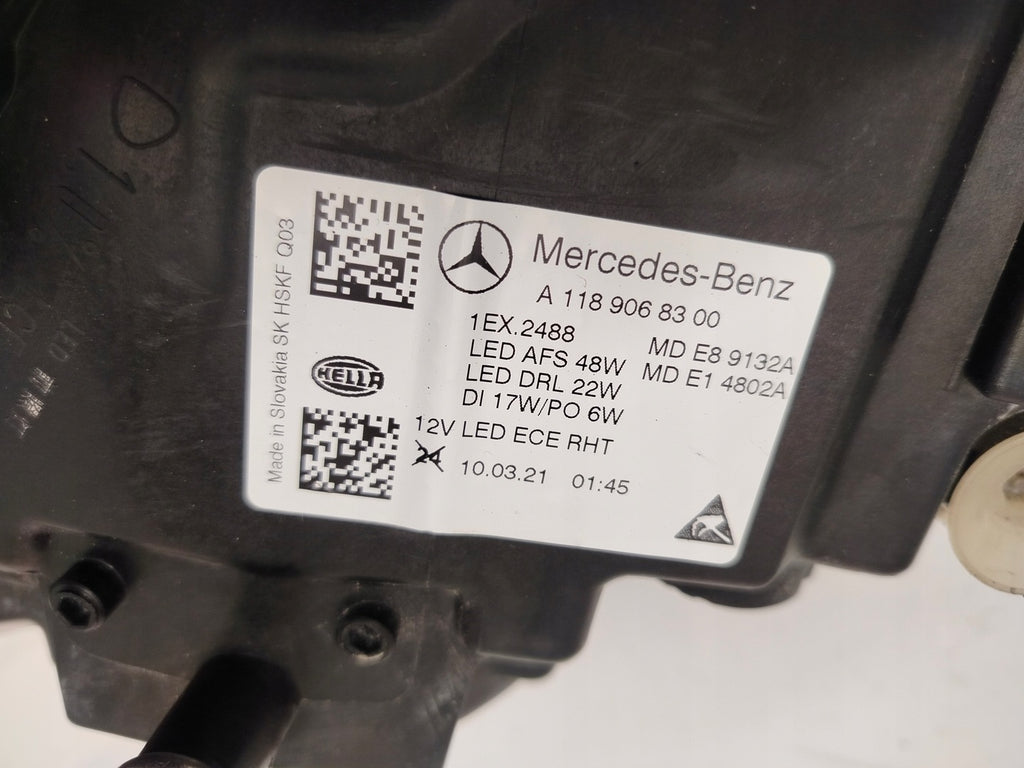 Mercedes-Benz
A 118 906 83 00
1EX.2488
LED AFS 48W
LED DRL 22W
DI 17W/PO 6W
MD E8 9132A
MD E1 4802A
12V LED ECE RHT
24 10.03.21 01:45
HELLA
Made in Slovakia SK HSKF Q03